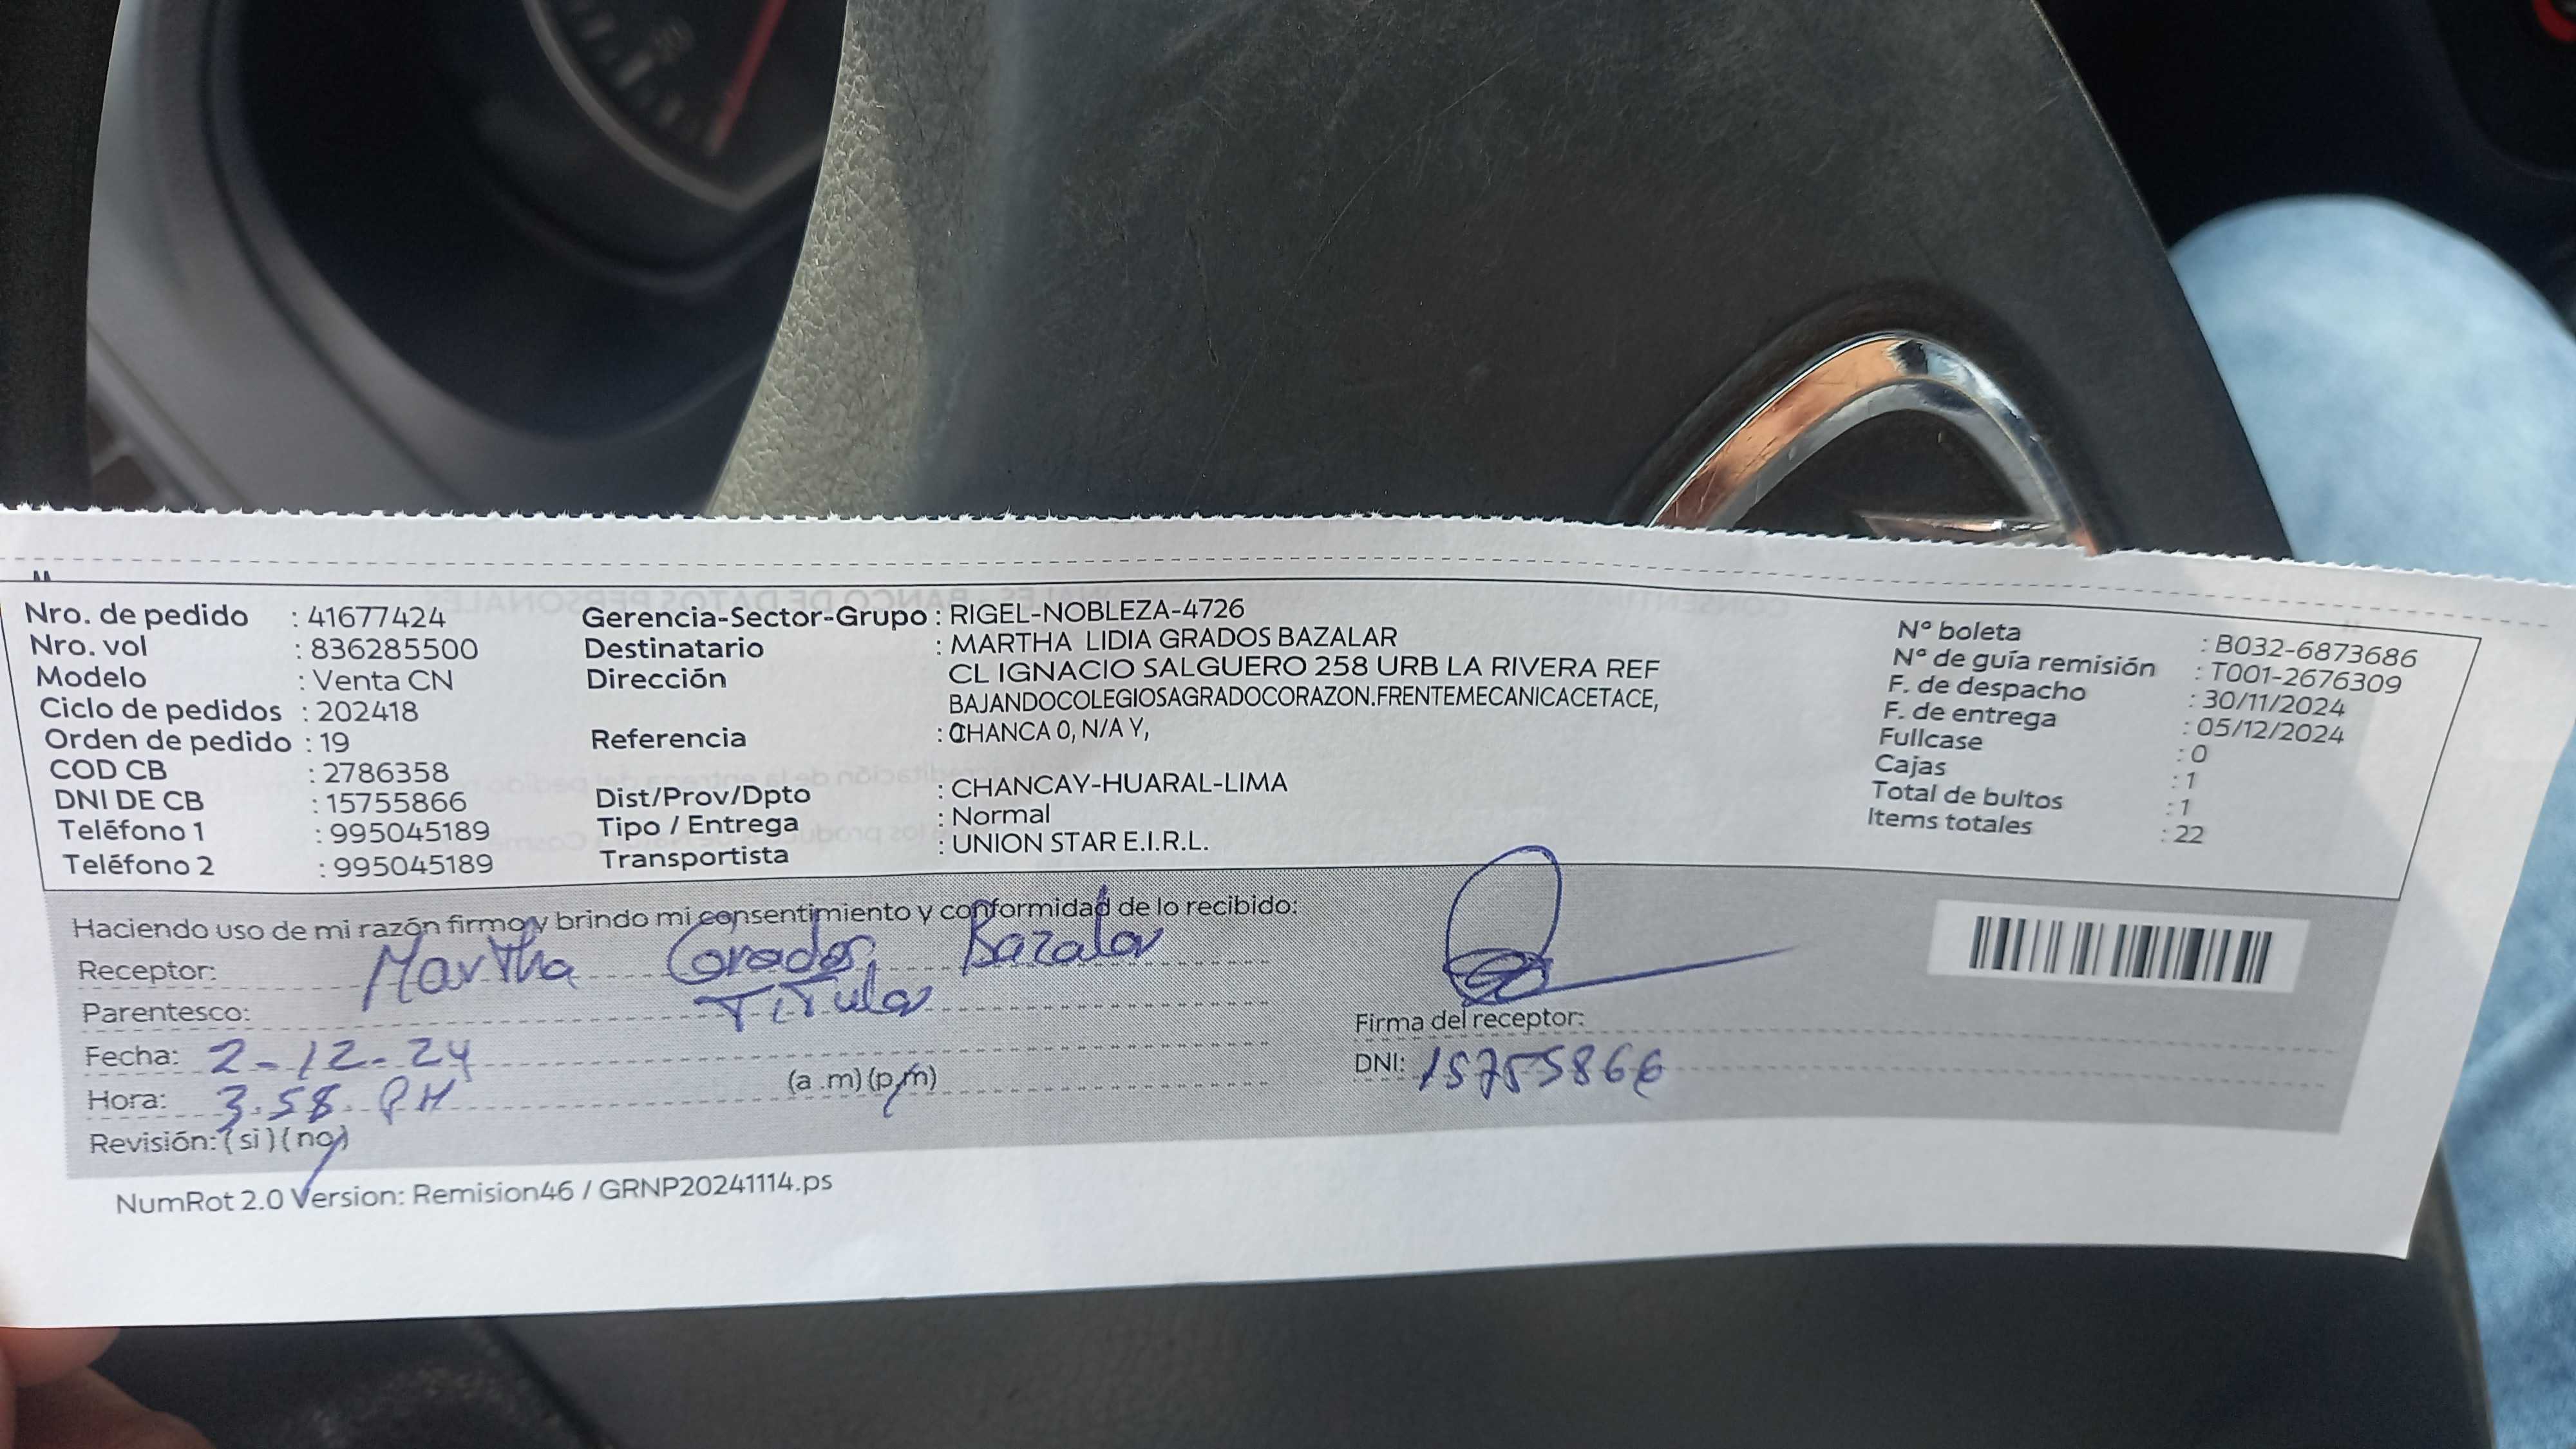 Nro. de pedido : 41677424
Nro. vol : 836285500
Modelo : Venta CN
Ciclo de pedidos : 202418
Orden de pedido : 19
COD CB : 2786358
DNI DE CB : 15755866
Teléfono 1 : 995045189
Teléfono 2 : 995045189
Gerencia-Sector-Grupo : RIGEL-NOBLEZA-4726
Destinatario : MARTHA LIDIA GRADOS BAZALAR
Dirección CL IGNACIO SALGUERO 258 URB LA RIVERA REF
BAJANDOCOLEGIOSAGRADOCORAZON.FRENTEMECANICACETACE,
Referencia : CHANCA 0, N/A Y,
Dist/Prov/Dpto : CHANCAY-HUARAL-LIMA
Tipo / Entrega : Normal
Transportista : UNION STAR E.I.R.L.
N° boleta : B032-6873686
N° de guía remisión : T001-2676309
F. de despacho : 30/11/2024
F. de entrega : 05/12/2024
Fullcase : 0
Cajas : 1
Total de bultos : 1
Items totales : 22
Haciendo uso de mi razón firmo y brindo mi consentimiento y conformidad de lo recibido:
Receptor: Martha Grados Bazalar
Parentesco: Titular
Fecha: 2-12-24
Hora: 3.58 PM (a .m) (p.m)
Revisión: (si) (no)
Firma del receptor:
DNI: 15755866
NumRot 2.0 Version: Remision46 / GRNP20241114.ps